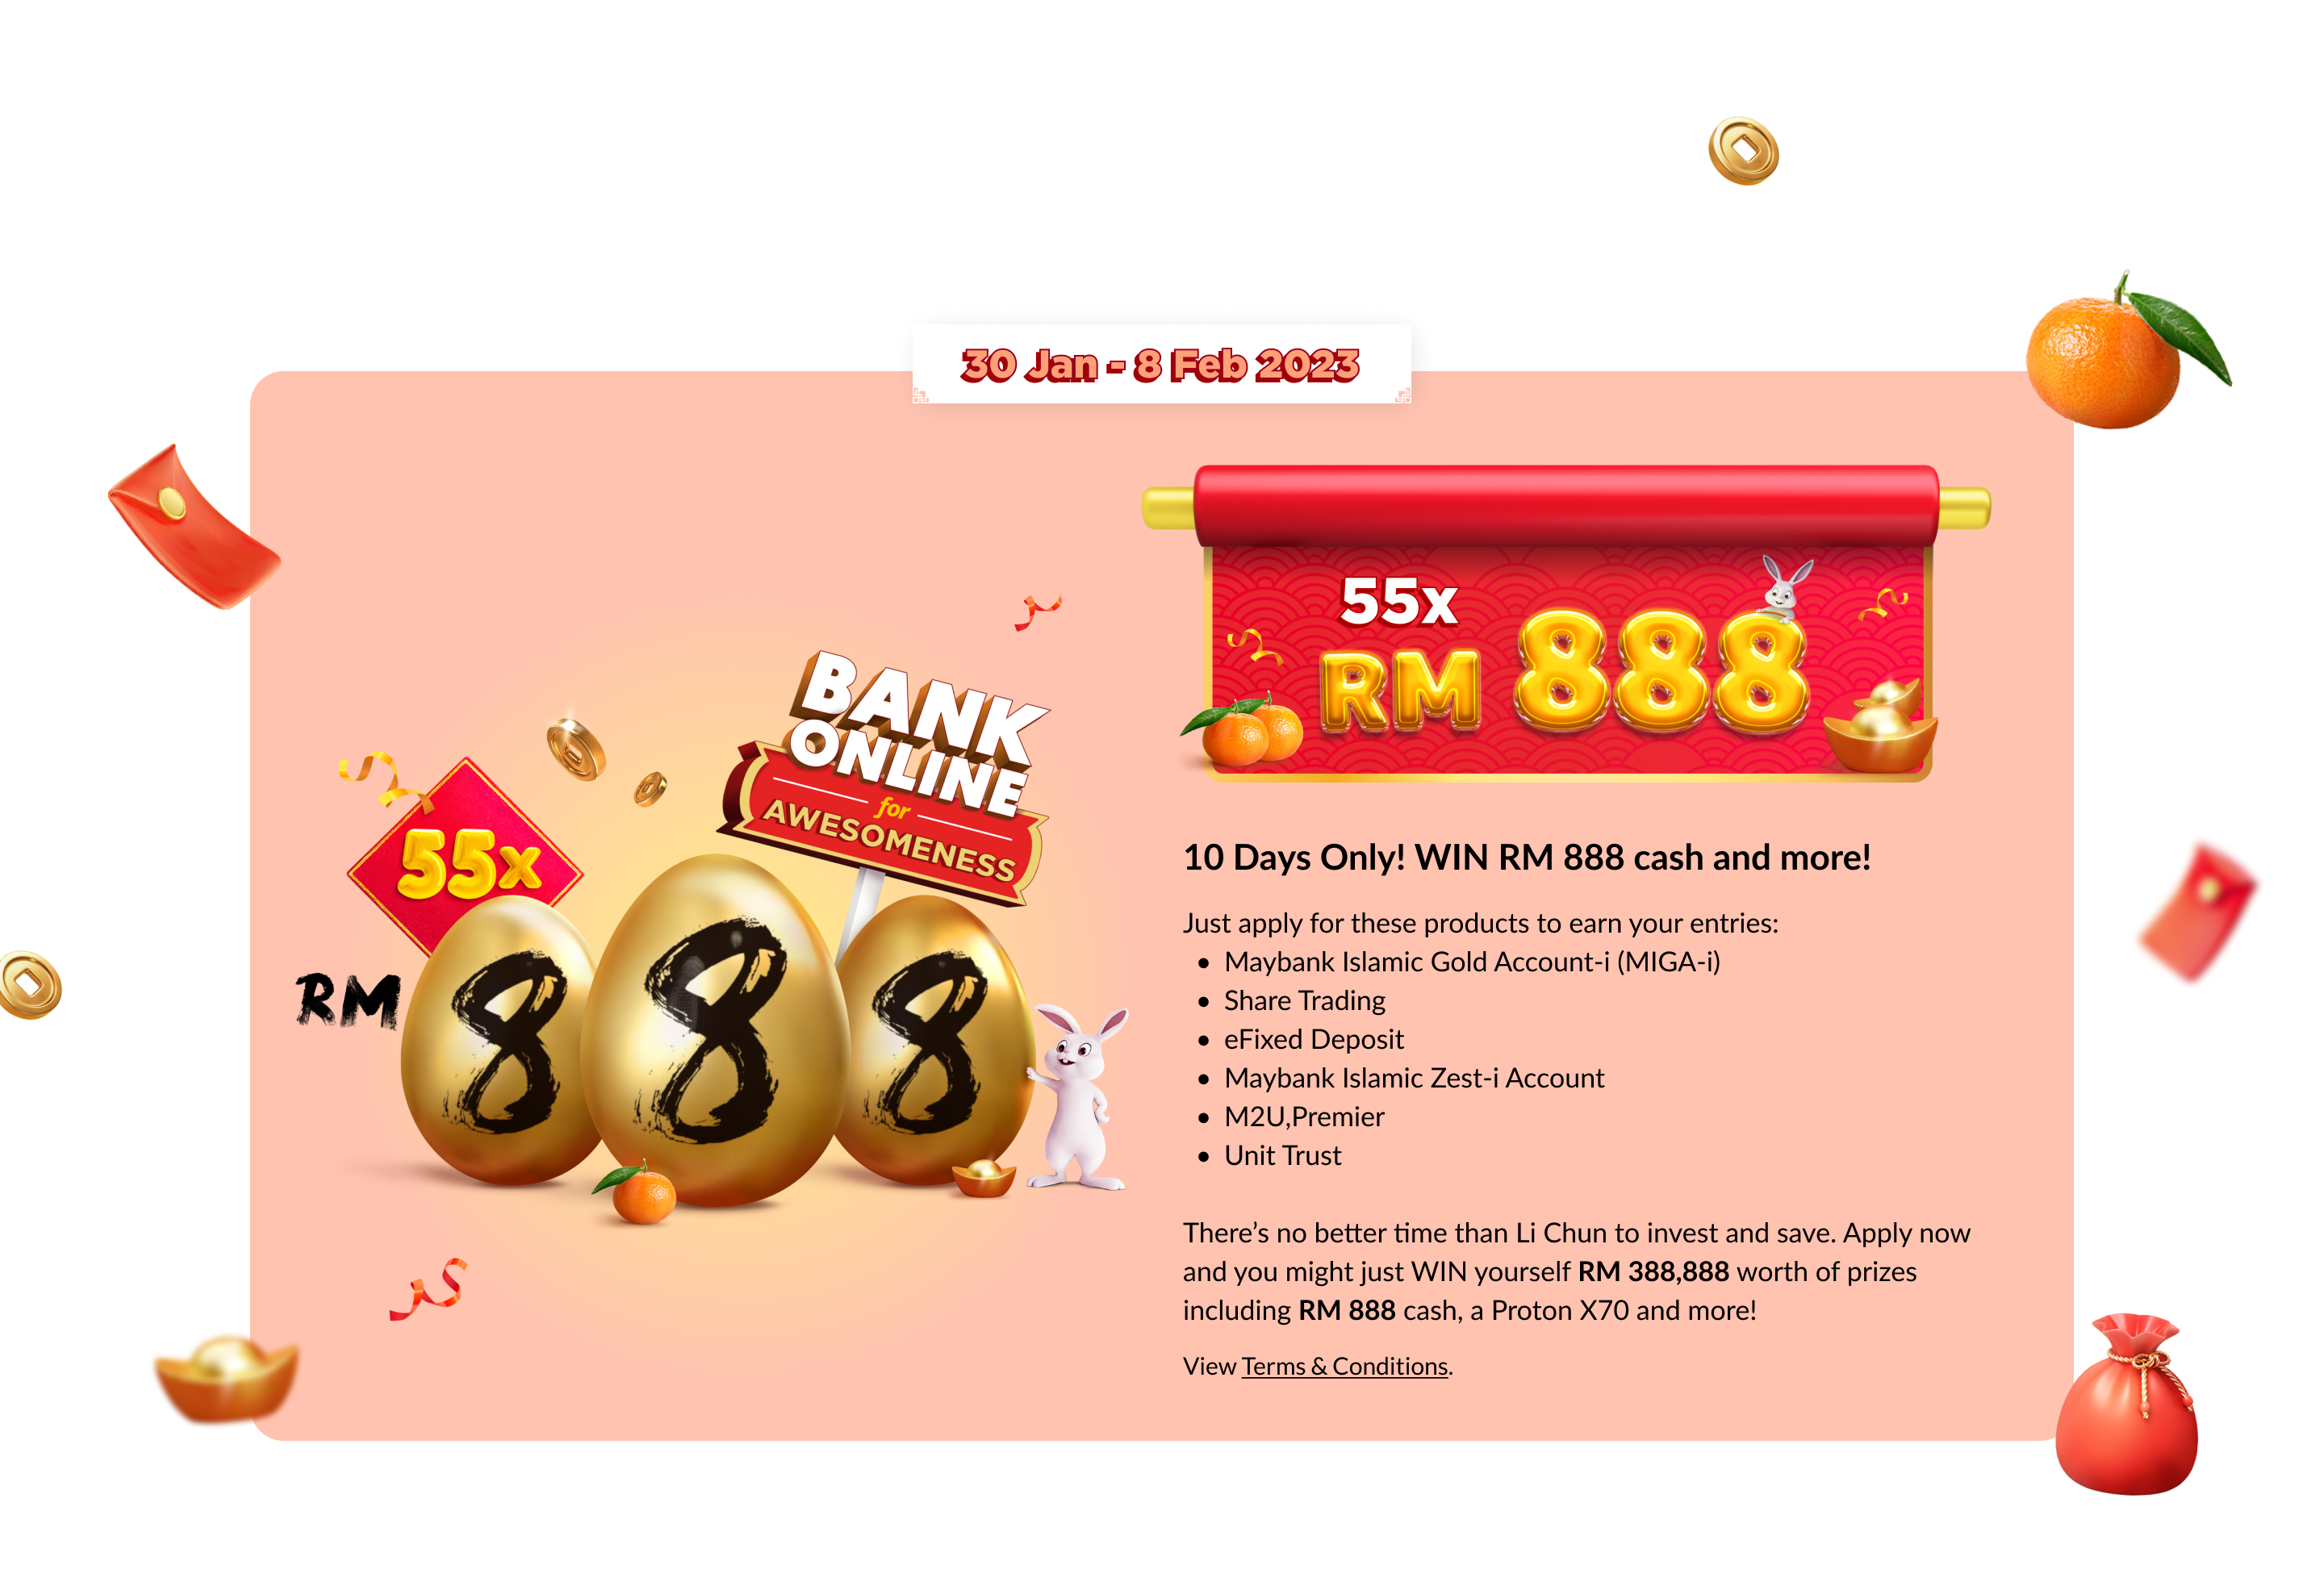 30 Jan - 8 Feb 2023
BANK
ONLINE
for
AWESOMENESS
55x
RM 8 8 8
55x
RM 888
10 Days Only! WIN RM 888 cash and more!
Just apply for these products to earn your entries:
• Maybank Islamic Gold Account-i (MIGA-i)
• Share Trading
• eFixed Deposit
• Maybank Islamic Zest-i Account
• M2U,Premier
• Unit Trust
There’s no better time than Li Chun to invest and save. Apply now
and you might just WIN yourself RM 388,888 worth of prizes
including RM 888 cash, a Proton X70 and more!
View Terms & Conditions.